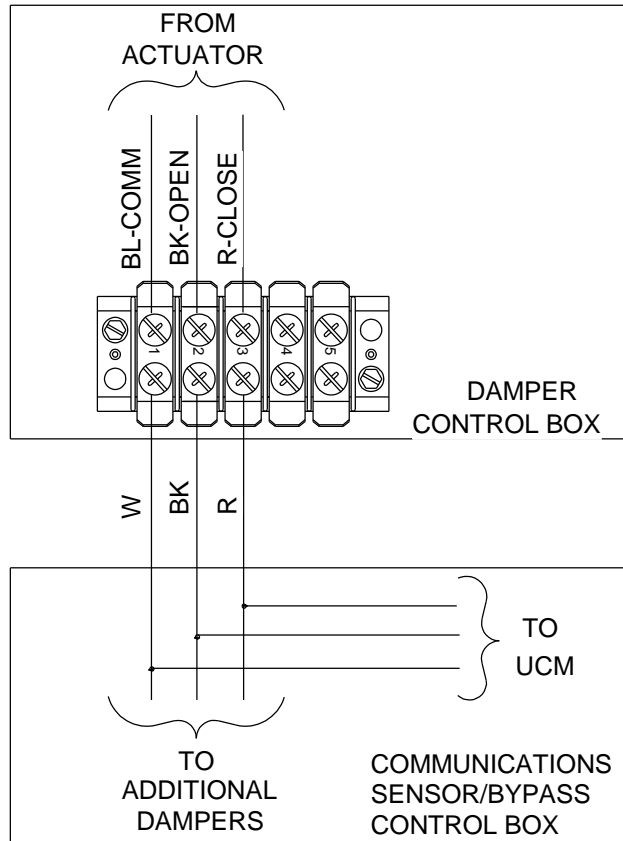 FROM
ACTUATOR
BL-COMM
BK-OPEN
R-CLOSE
1
2
3
4
5
DAMPER
CONTROL BOX
W
BK
R
TO
UCM
TO
ADDITIONAL
DAMPERS
COMMUNICATIONS
SENSOR/BYPASS
CONTROL BOX